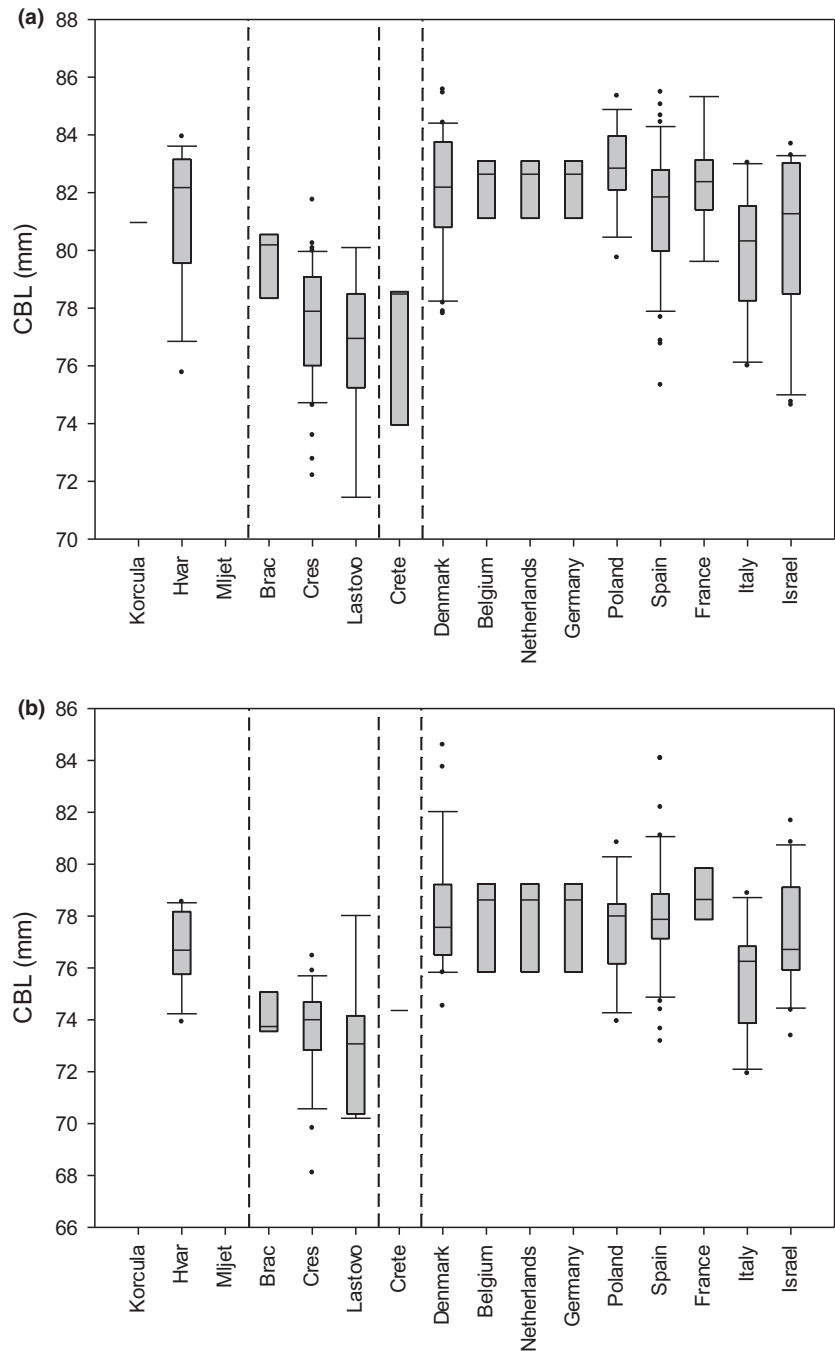 (a)
88
86
84
82
80
78
76
74
72
70
CBL (mm)
Korcula
Hvar
Mljet
Brac
Cres
Lastovo
Crete
Denmark
Belgium
Netherlands
Germany
Poland
Spain
France
Italy
Israel
(b)
86
84
82
80
78
76
74
72
70
68
66
CBL (mm)
Korcula
Hvar
Mljet
Brac
Cres
Lastovo
Crete
Denmark
Belgium
Netherlands
Germany
Poland
Spain
France
Italy
Israel